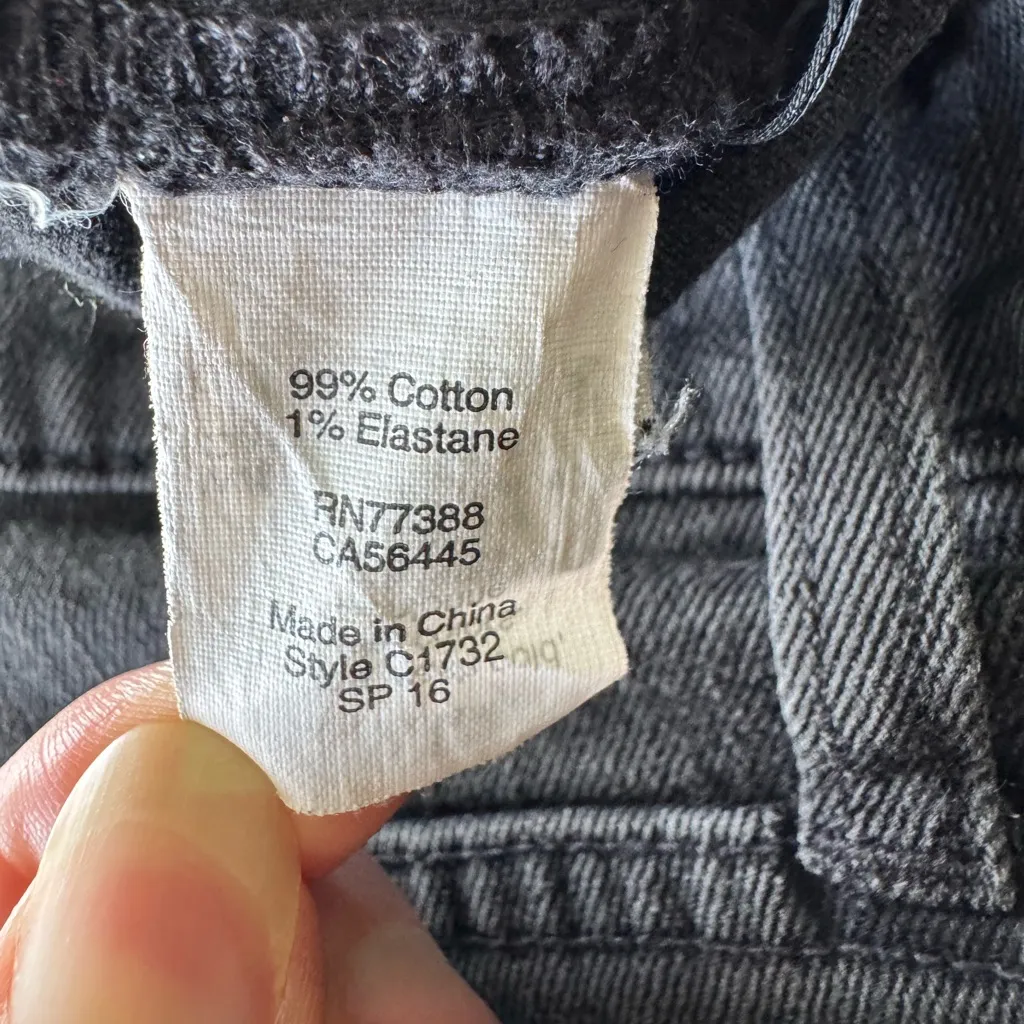 99% Cotton
1% Elastane
RN77388
CA56445
Made in China
Style C1732
SP 16